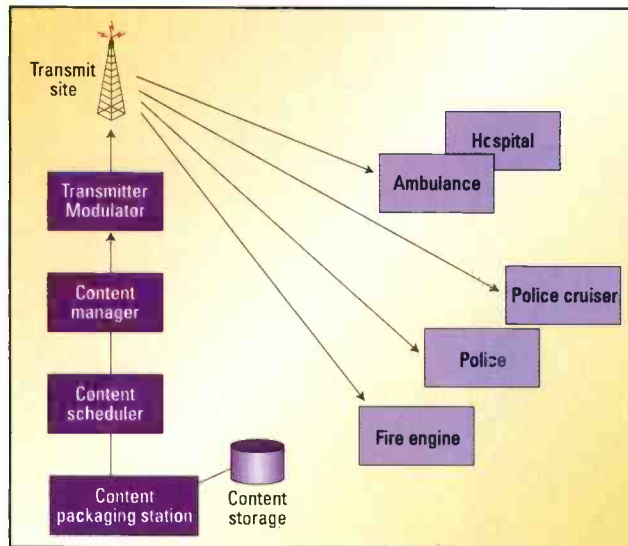 Transmit
site
Hospital
Ambulance
Transmitter
Modulator
Police cruiser
Content
manager
Police
Content
scheduler
Fire engine
Content
packaging station
Content
storage